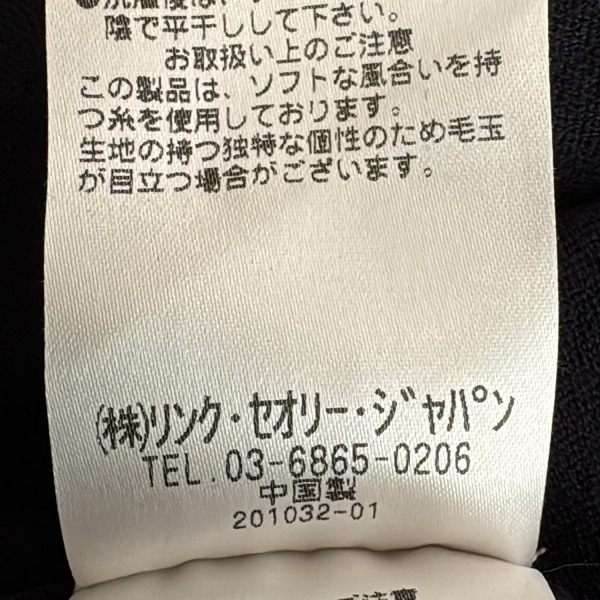 陰で平干しして下さい。
お取扱い上のご注意
この製品は、ソフトな風合いを持
つ糸を使用しております。
生地の持つ独特な個性のため毛玉
が目立つ場合がございます。
(株)リンク・セオリー・ジャパン
TEL.03-6865-0206
中国製
201032-01